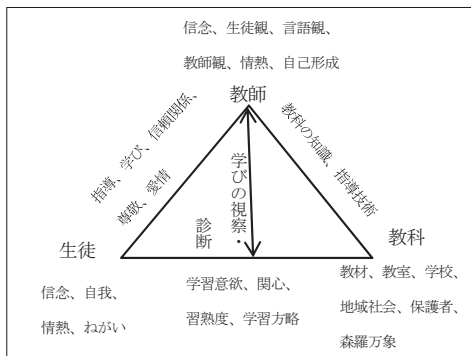 信念、生徒観、言語観、
教師観、情熱、自己形成
教師
指導、学び、信頼関係、
尊敬、愛情
教科の知識、指導技術
学びの視察・
診断
生徒
教科
信念、自我、
情熱、ねがい
学習意欲、関心、
習熟度、学習方略
教材、教室、学校、
地域社会、保護者、
森羅万象